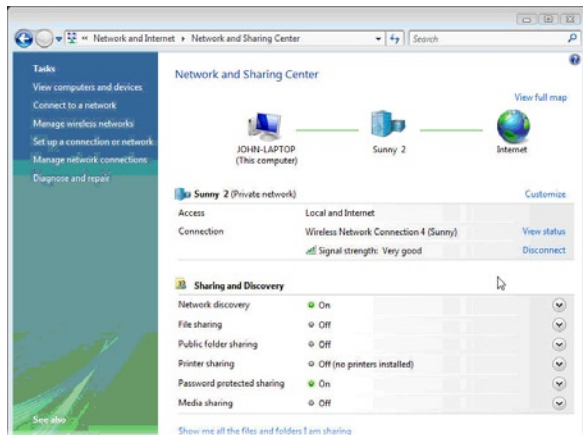 « Network and Internet ▸ Network and Sharing Center
Search
Tasks
View computers and devices
Connect to a network
Manage wireless networks
Set up a connection or network
Manage network connections
Diagnose and repair
See also
Network and Sharing Center
View full map
JOHN-LAPTOP
(This computer)
Sunny 2
Internet
Sunny 2 (Private network)
Customize
Access Local and Internet
Connection Wireless Network Connection 4 (Sunny) View status
Signal strength: Very good Disconnect
Sharing and Discovery
Network discovery On
File sharing Off
Public folder sharing Off
Printer sharing Off (no printers installed)
Password protected sharing On
Media sharing Off
Show me all the files and folders I am sharing